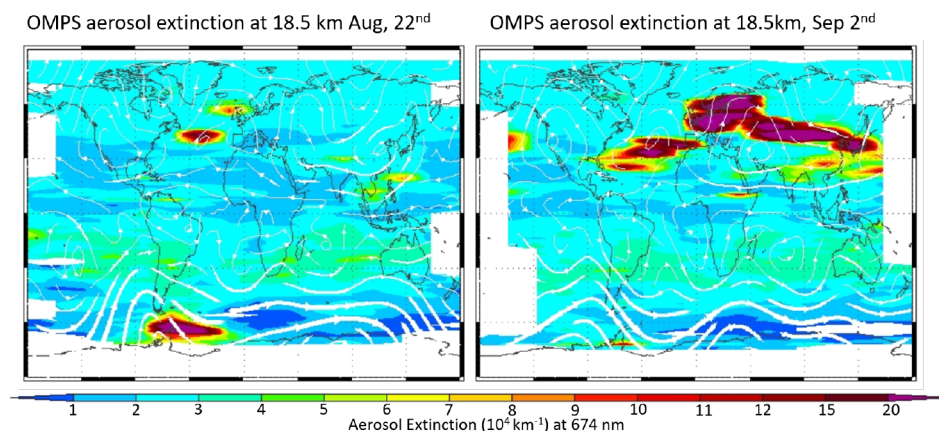 OMPS aerosol extinction at 18.5 km Aug, 22nd
OMPS aerosol extinction at 18.5km, Sep 2nd
1 2 3 4 5 6 7 8 9 10 11 12 15 20
Aerosol Extinction (10⁴ km⁻¹) at 674 nm